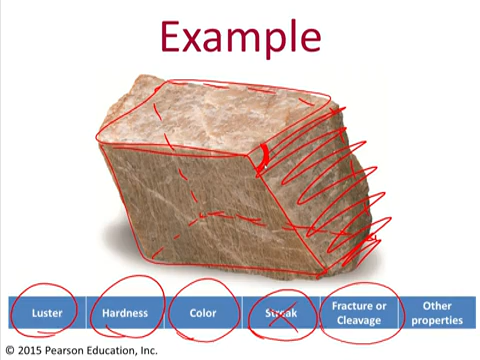 Example
Luster
Hardness
Color
Streak
Fracture or
Cleavage
Other
properties
© 2015 Pearson Education, Inc.